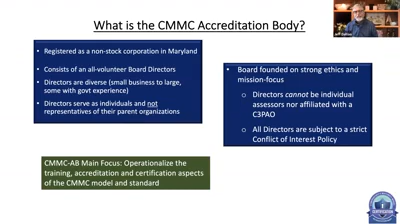 What is the CMMC Accreditation Body?
• Registered as a non-stock corporation in Maryland
• Consists of an all-volunteer Board Directors
• Directors are diverse (small business to large,
some with govt experience)
• Directors serve as individuals and not
representatives of their parent organizations
• Board founded on strong ethics and
mission-focus
o Directors cannot be individual
assessors nor affiliated with a
C3PAO
o All Directors are subject to a strict
Conflict of Interest Policy
CMMC-AB Main Focus: Operationalize the
training, accreditation and certification aspects
of the CMMC model and standard